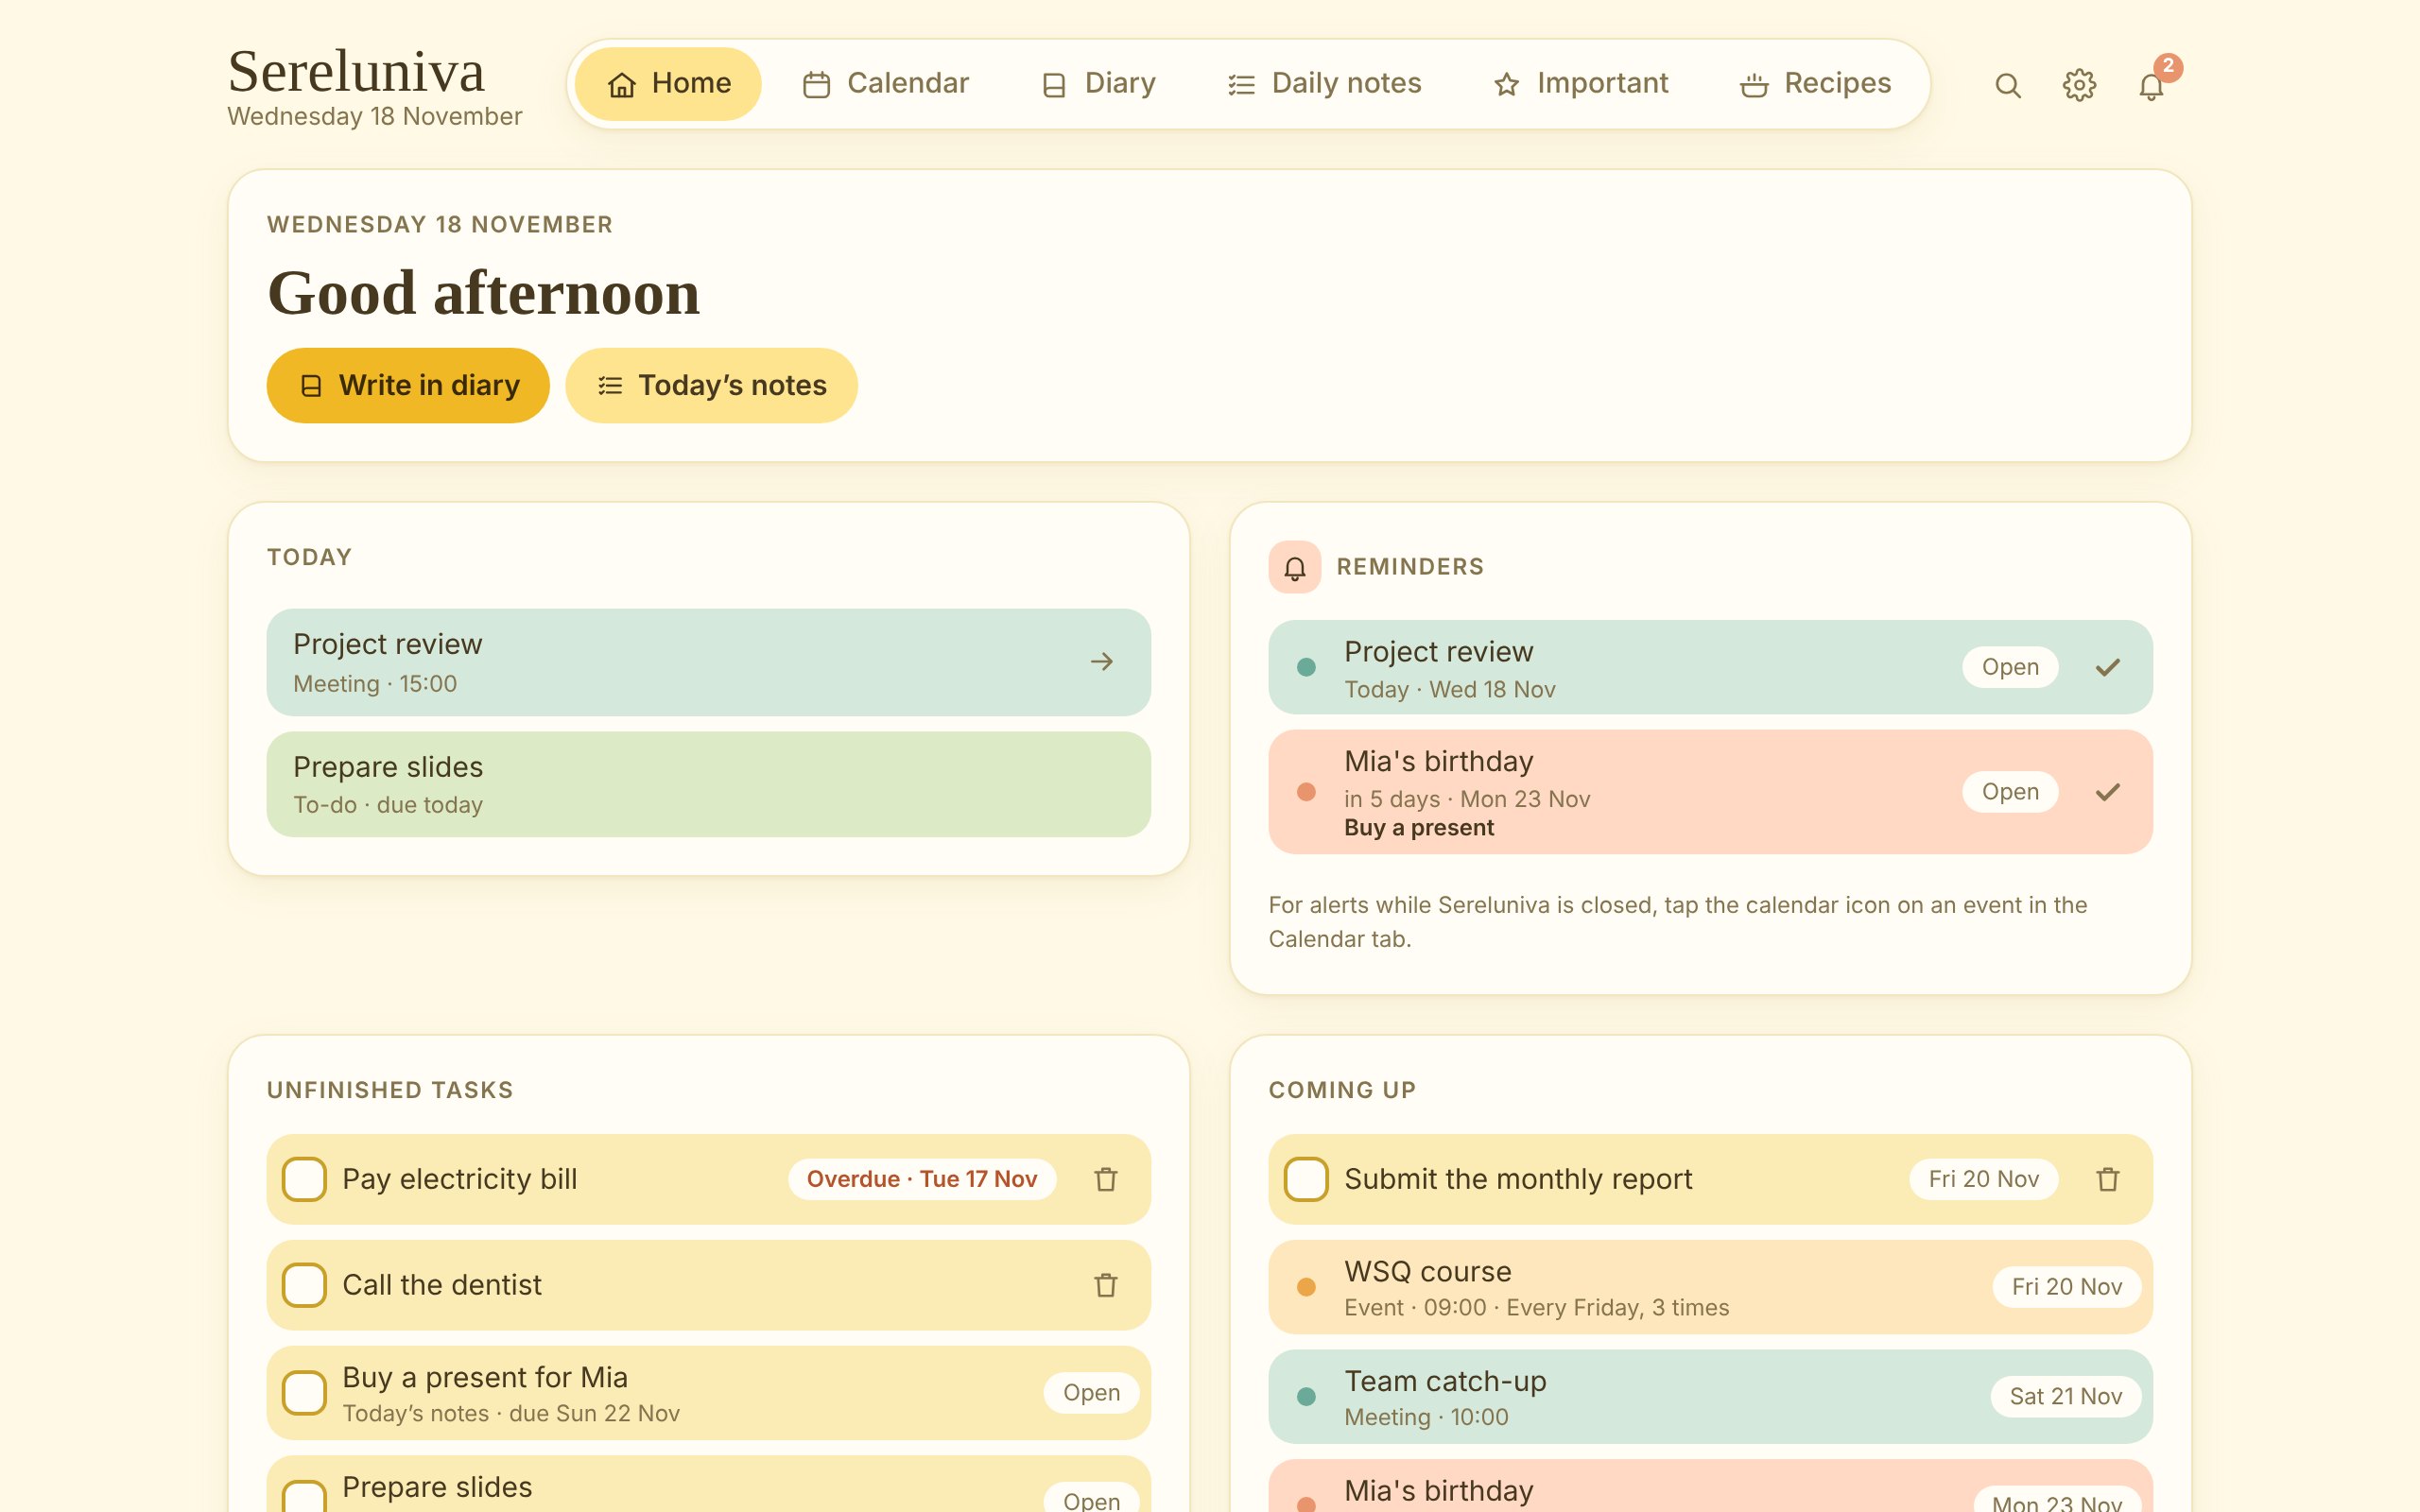 Sereluniva
Wednesday 18 November
Home
Calendar
Diary
Daily notes
Important
Recipes
2
WEDNESDAY 18 NOVEMBER
Good afternoon
Write in diary
Today’s notes
TODAY
Project review
Meeting · 15:00
Prepare slides
To-do · due today
REMINDERS
Project review
Today · Wed 18 Nov
Open
Mia's birthday
in 5 days · Mon 23 Nov
Buy a present
Open
For alerts while Sereluniva is closed, tap the calendar icon on an event in the
Calendar tab.
UNFINISHED TASKS
Pay electricity bill
Overdue · Tue 17 Nov
Call the dentist
Buy a present for Mia
Today’s notes · due Sun 22 Nov
Open
Prepare slides
Open
COMING UP
Submit the monthly report
Fri 20 Nov
WSQ course
Event · 09:00 · Every Friday, 3 times
Fri 20 Nov
Team catch-up
Meeting · 10:00
Sat 21 Nov
Mia's birthday
Mon 23 Nov